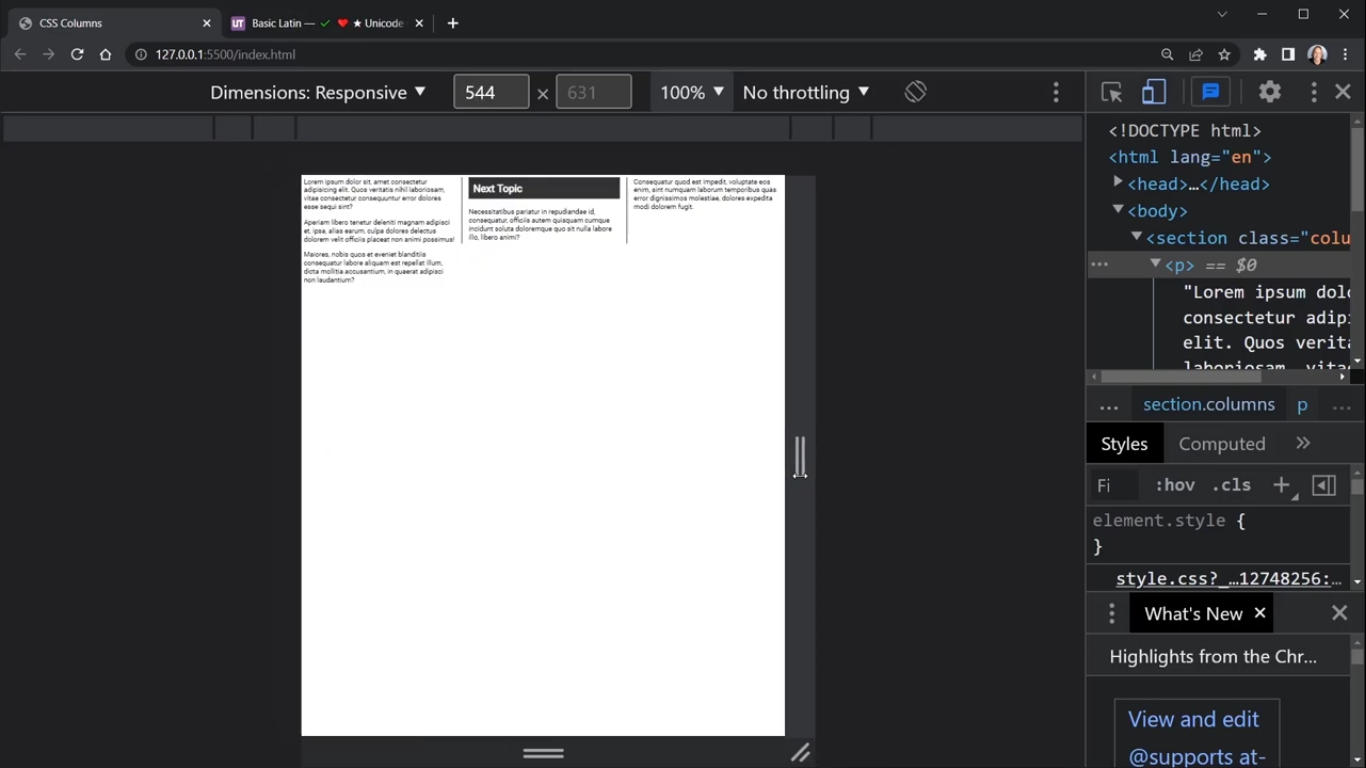 CSS Columns
UT Basic Latin — ✓ ❤ ★ Unicode
127.0.0.1:5500/index.html
Dimensions: Responsive ▼ 544 × 631 100% ▼ No throttling ▼
Lorem ipsum dolor sit, amet consectetur
adipisicing elit. Quos veritatis nihil laboriosam,
vitae consectetur consequuntur error dolores
esse sequi sint?
Aperiam libero tenetur deleniti magnam adipisci
et, ipsa, alias earum, culpa dolores delectus
dolorem velit officiis placeat non animi possimus!
Maiores, nobis quos et eveniet blanditiis
consequatur labore aliquam est repellat illum,
dicta mollitia accusantium, in quaerat adipisci
non laudantium?
Next Topic
Necessitatibus pariatur in repudiandae id,
consequatur, officiis autem quisquam cumque
incidunt soluta doloremque quo sit nulla labore
illo, libero animi?
Consequatur quod est impedit, voluptate eos
enim, sint numquam laborum temporibus quas
error dignissimos molestiae, dolores expedita
modi dolorem fugit.
<!DOCTYPE html>
<html lang="en">
<head>…</head>
<body>
<section class="colu
<p> == $0
"Lorem ipsum dol
consectetur adip
elit. Quos verita
laboriosam, vita
… section.columns p …
Styles Computed »
Fi :hov .cls +
element.style {
}
style.css?_…12748256:…
What's New ×
Highlights from the Chr...
View and edit
@supports at-